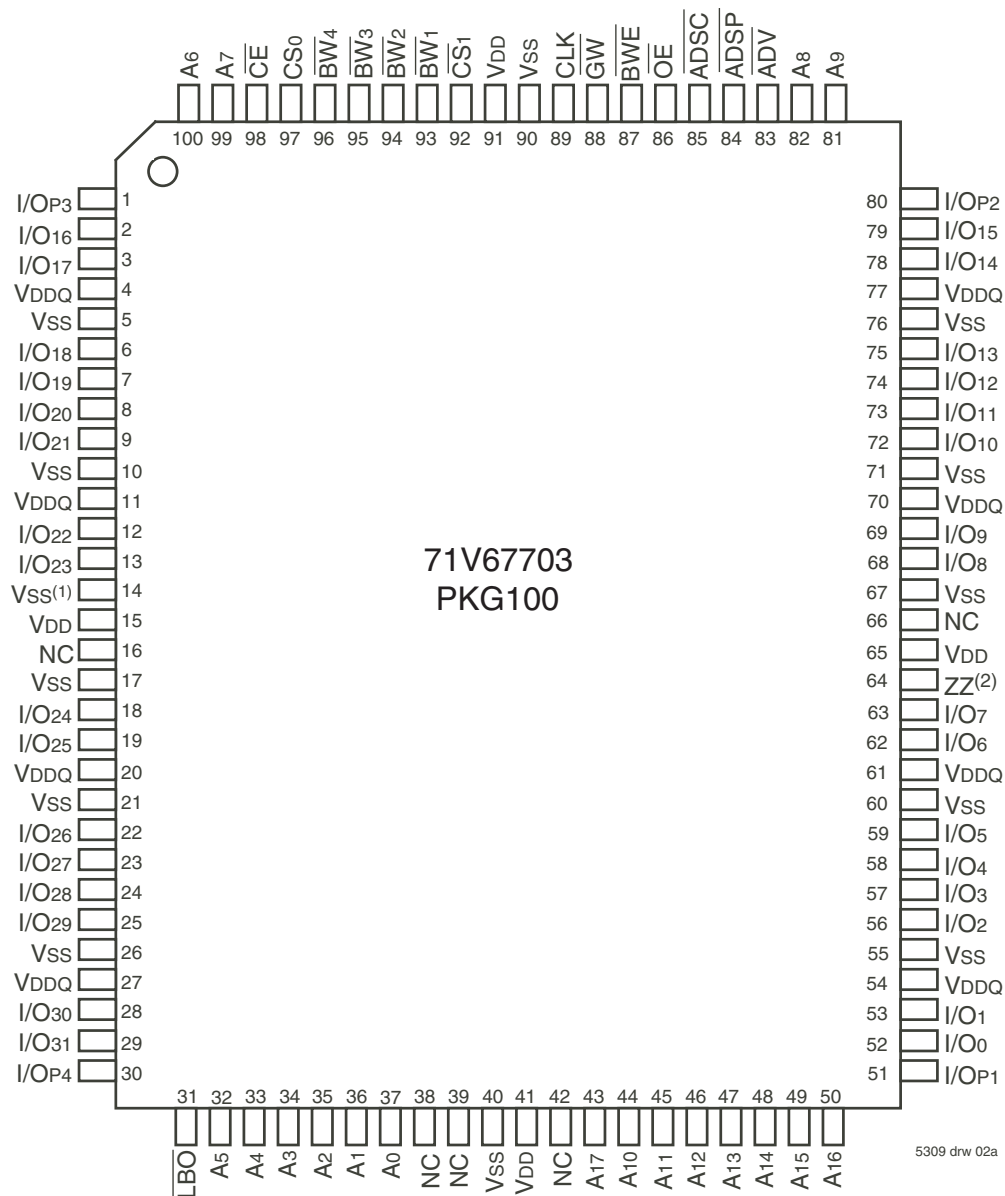 A6 A7 CE CS0 BW4 BW3 BW2 BW1 CS1 VDD VSS CLK GW BWE OE ADSC ADSP ADV A8 A9
100 99 98 97 96 95 94 93 92 91 90 89 88 87 86 85 84 83 82 81
I/OP3 1 80 I/OP2
I/O16 2 79 I/O15
I/O17 3 78 I/O14
VDDQ 4 77 VDDQ
VSS 5 76 VSS
I/O18 6 75 I/O13
I/O19 7 74 I/O12
I/O20 8 73 I/O11
I/O21 9 72 I/O10
VSS 10 71 VSS
VDDQ 11 70 VDDQ
I/O22 12 69 I/O9
I/O23 13 68 I/O8
71V67703
PKG100
VSS(1) 14 67 VSS
VDD 15 66 NC
NC 16 65 VDD
VSS 17 64 ZZ(2)
I/O24 18 63 I/O7
I/O25 19 62 I/O6
VDDQ 20 61 VDDQ
VSS 21 60 VSS
I/O26 22 59 I/O5
I/O27 23 58 I/O4
I/O28 24 57 I/O3
I/O29 25 56 I/O2
VSS 26 55 VSS
VDDQ 27 54 VDDQ
I/O30 28 53 I/O1
I/O31 29 52 I/O0
I/OP4 30 51 I/OP1
31 32 33 34 35 36 37 38 39 40 41 42 43 44 45 46 47 48 49 50
LBO A5 A4 A3 A2 A1 A0 NC NC VSS VDD NC A17 A10 A11 A12 A13 A14 A15 A16
5309 drw 02a